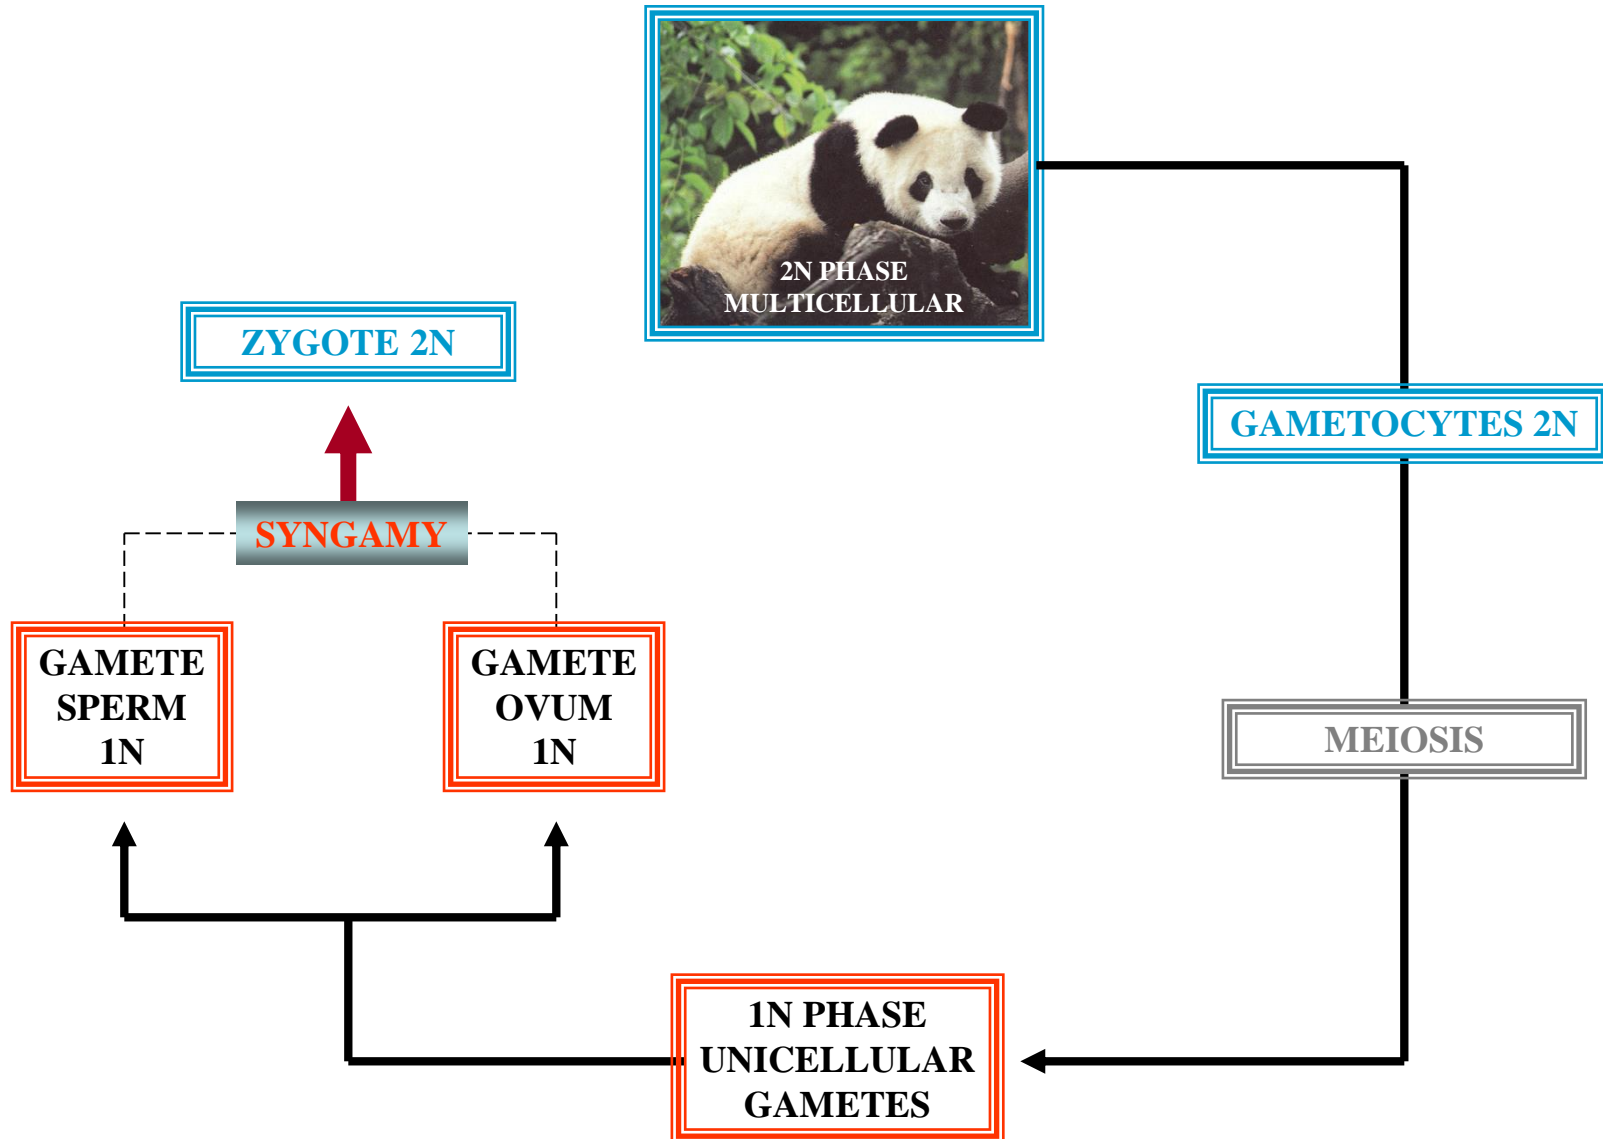 2N PHASE
MULTICELLULAR
ZYGOTE 2N
GAMETOCYTES 2N
SYNGAMY
GAMETE
SPERM
1N
GAMETE
OVUM
1N
MEIOSIS
1N PHASE
UNICELLULAR
GAMETES